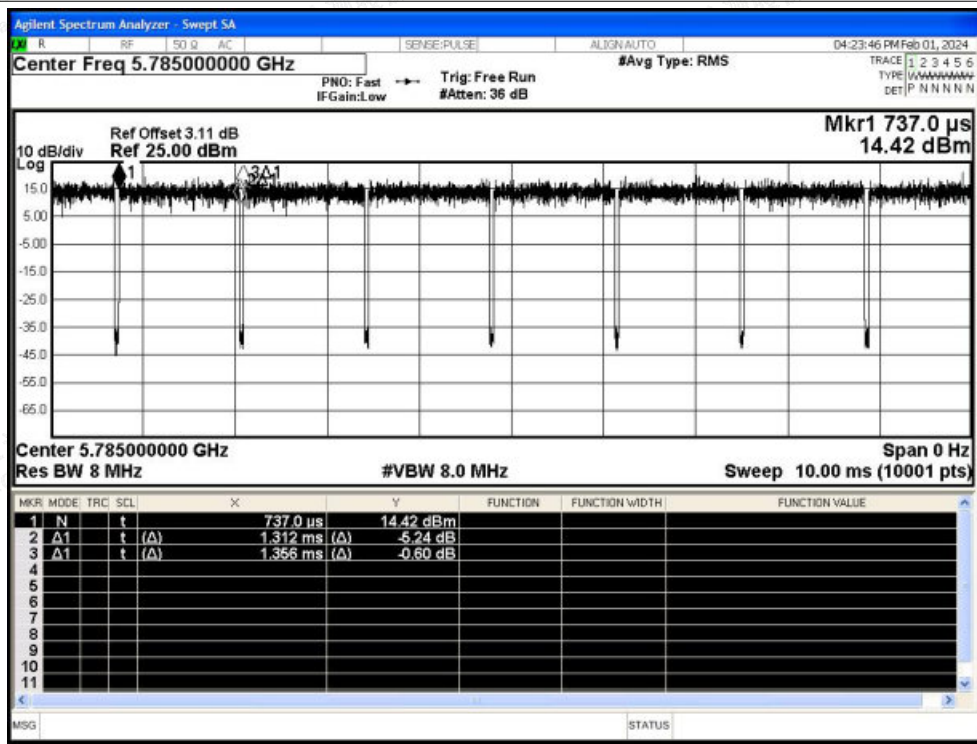 Agilent Spectrum Analyzer - Swept SA
LXI R RF 50 Ω AC SENSE:PULSE ALIGN AUTO 04:23:46 PM Feb 01, 2024
Center Freq 5.785000000 GHz #Avg Type: RMS TRACE 1 2 3 4 5 6
PNO: Fast Trig: Free Run TYPE WWWWWW
IFGain:Low #Atten: 36 dB DET P N N N N N
Mkr1 737.0 µs
Ref Offset 3.11 dB
10 dB/div Ref 25.00 dBm 14.42 dBm
Log
1 3Δ1
15.0
5.00
-5.00
-15.0
-25.0
-35.0
-45.0
-55.0
-65.0
Center 5.785000000 GHz Span 0 Hz
Res BW 8 MHz #VBW 8.0 MHz Sweep 10.00 ms (10001 pts)
MKR MODE TRC SCL X Y FUNCTION FUNCTION WIDTH FUNCTION VALUE
1 N t 737.0 µs 14.42 dBm
2 Δ1 t (Δ) 1.312 ms (Δ) -5.24 dB
3 Δ1 t (Δ) 1.356 ms (Δ) -0.60 dB
4
5
6
7
8
9
10
11
MSG STATUS